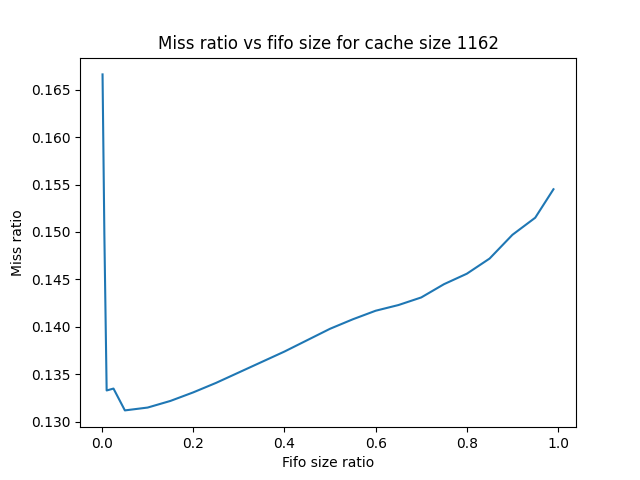 Miss ratio vs fifo size for cache size 1162
0.165
0.160
0.155
0.150
0.145
0.140
0.135
0.130
Miss ratio
0.0 0.2 0.4 0.6 0.8 1.0
Fifo size ratio